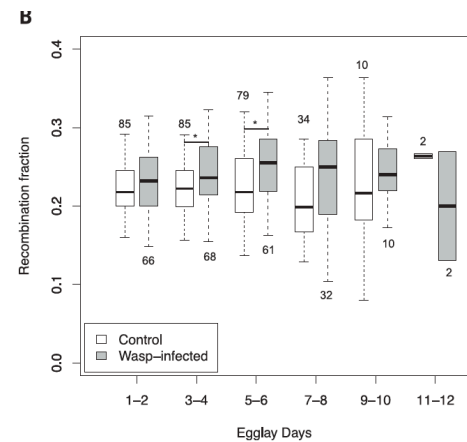 B
0.4
0.3
0.2
0.1
0.0
Recombination fraction
85 85 79 34 10 2
* *
66 68 61 32 10 2
Control
Wasp–infected
1–2 3–4 5–6 7–8 9–10 11–12
Egglay Days